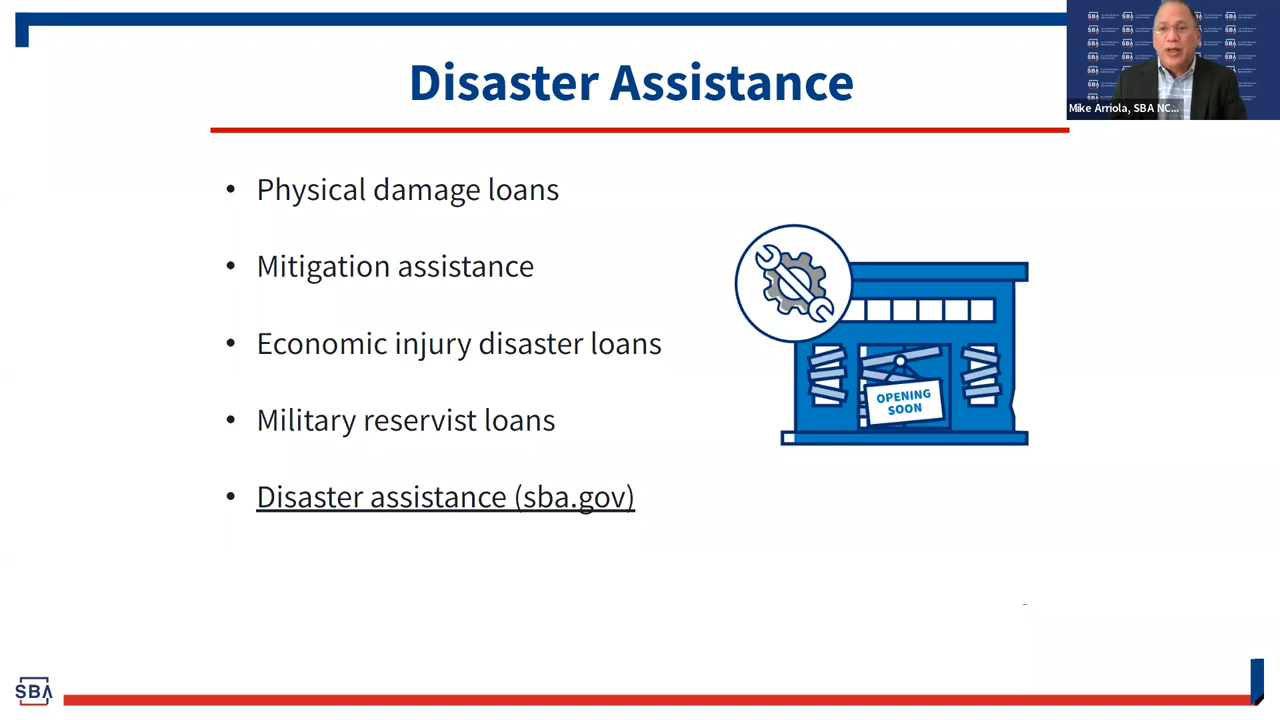 Disaster Assistance
Mike Arriola, SBA NC...
• Physical damage loans
• Mitigation assistance
• Economic injury disaster loans
• Military reservist loans
• Disaster assistance (sba.gov)
OPENING
SOON
SBA